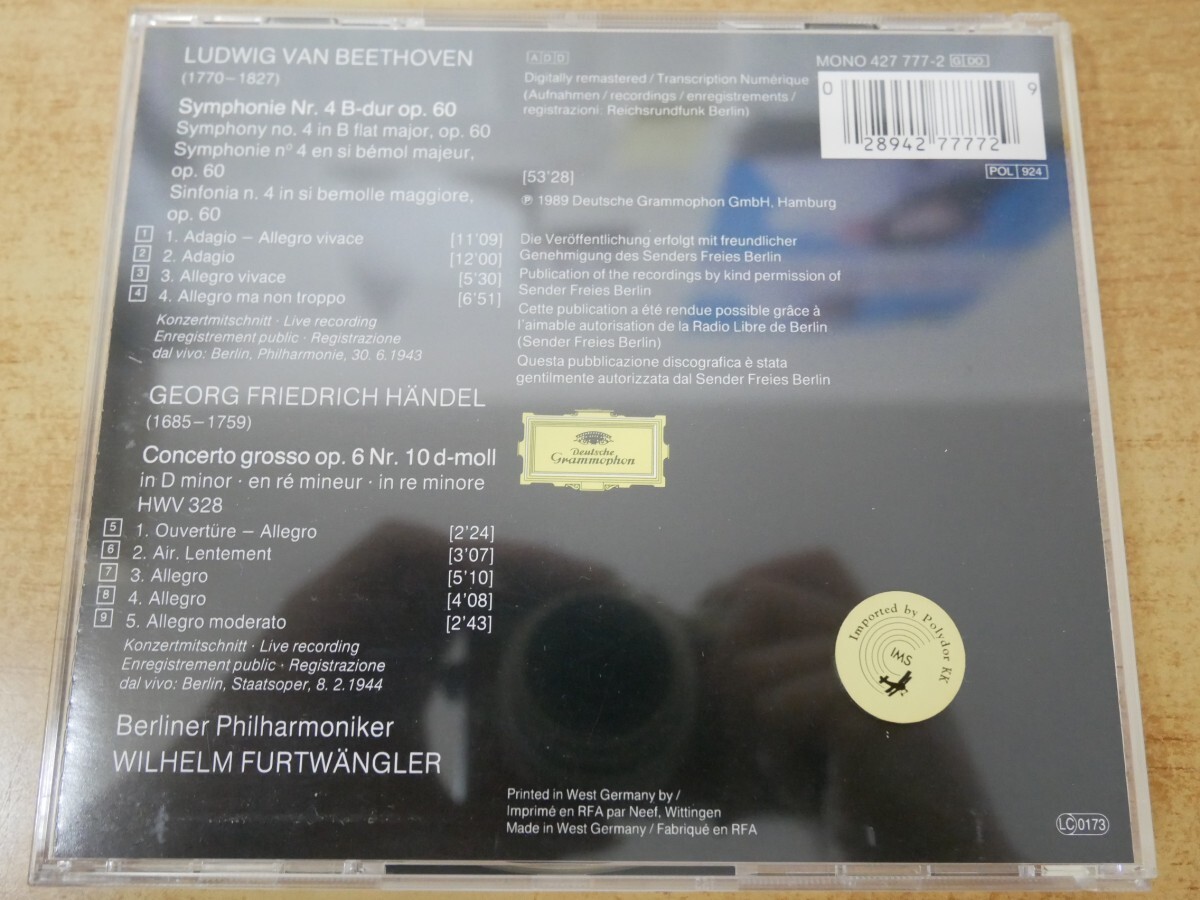 LUDWIG VAN BEETHOVEN
(1770–1827)
Symphonie Nr. 4 B-dur op. 60
Symphony no. 4 in B flat major, op. 60
Symphonie nº 4 en si bémol majeur,
op. 60
Sinfonia n. 4 in si bemolle maggiore,
op. 60
1 1. Adagio – Allegro vivace [11'09]
2 2. Adagio [12'00]
3 3. Allegro vivace [5'30]
4 4. Allegro ma non troppo [6'51]
Konzertmitschnitt · Live recording
Enregistrement public · Registrazione
dal vivo: Berlin, Philharmonie, 30. 6. 1943
GEORG FRIEDRICH HÄNDEL
(1685–1759)
Concerto grosso op. 6 Nr. 10 d-moll
in D minor · en ré mineur · in re minore
HWV 328
5 1. Ouvertüre – Allegro [2'24]
6 2. Air. Lentement [3'07]
7 3. Allegro [5'10]
8 4. Allegro [4'08]
9 5. Allegro moderato [2'43]
Konzertmitschnitt · Live recording
Enregistrement public · Registrazione
dal vivo: Berlin, Staatsoper, 8. 2. 1944
Berliner Philharmoniker
WILHELM FURTWÄNGLER
ADD
Digitally remastered / Transcription Numérique
(Aufnahmen / recordings / enregistrements /
registrazioni: Reichsrundfunk Berlin)
[53'28]
℗ 1989 Deutsche Grammophon GmbH, Hamburg
Die Veröffentlichung erfolgt mit freundlicher
Genehmigung des Senders Freies Berlin
Publication of the recordings by kind permission of
Sender Freies Berlin
Cette publication a été rendue possible grâce à
l'aimable autorisation de la Radio Libre de Berlin
(Sender Freies Berlin)
Questa pubblicazione discografica è stata
gentilmente autorizzata dal Sender Freies Berlin
Deutsche
Grammophon
Printed in West Germany by /
Imprimé en RFA par Neef, Wittingen
Made in West Germany / Fabriqué en RFA
MONO 427 777-2 G DO
0 28942 77772 9
POL 924
Imported by Polydor KK
IMS
LC 0173